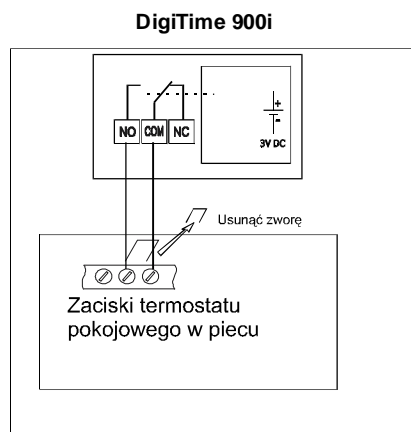 DigiTime 900i
NO COM NC
+
-
3V DC
Usunąć zworę
Zaciski termostatu
pokojowego w piecu